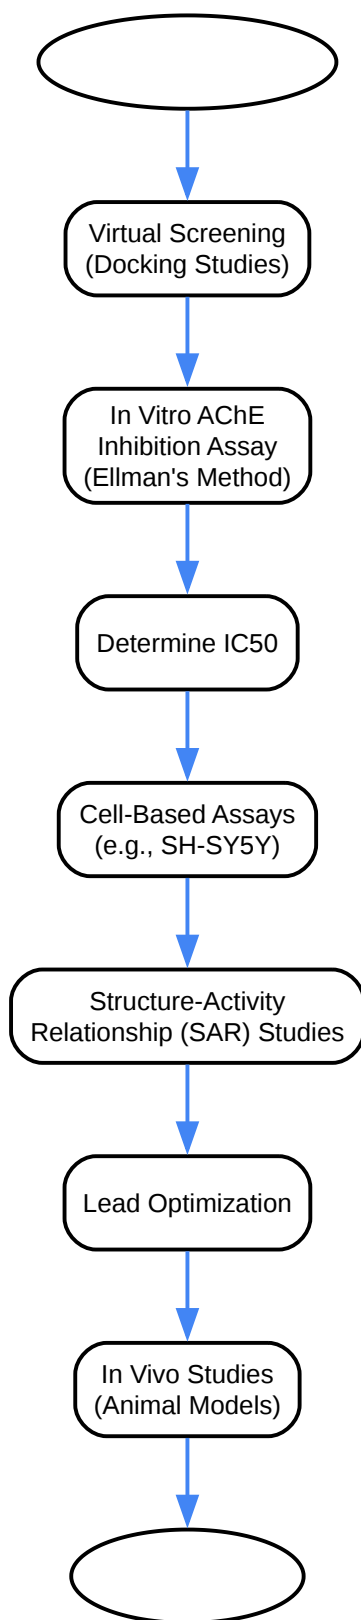 Virtual Screening
(Docking Studies)
In Vitro AChE
Inhibition Assay
(Ellman's Method)
Determine IC50
Cell-Based Assays
(e.g., SH-SY5Y)
Structure-Activity
Relationship (SAR) Studies
Lead Optimization
In Vivo Studies
(Animal Models)